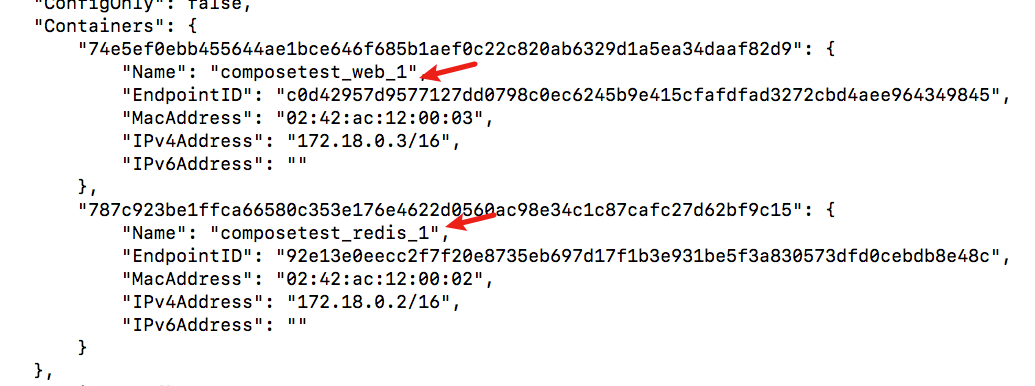 "ConfigOnly": false,
"Containers": {
"74e5ef0ebb455644ae1bce646f685b1aef0c22c820ab6329d1a5ea34daaf82d9": {
"Name": "composetest_web_1",
"EndpointID": "c0d42957d9577127dd0798c0ec6245b9e415cfafdfad3272cbd4aee964349845",
"MacAddress": "02:42:ac:12:00:03",
"IPv4Address": "172.18.0.3/16",
"IPv6Address": ""
},
"787c923be1ffca66580c353e176e4622d0560ac98e34c1c87cafc27d62bf9c15": {
"Name": "composetest_redis_1",
"EndpointID": "92e13e0eecc2f7f20e8735eb697d17f1b3e931be5f3a830573dfd0cebdb8e48c",
"MacAddress": "02:42:ac:12:00:02",
"IPv4Address": "172.18.0.2/16",
"IPv6Address": ""
}
},